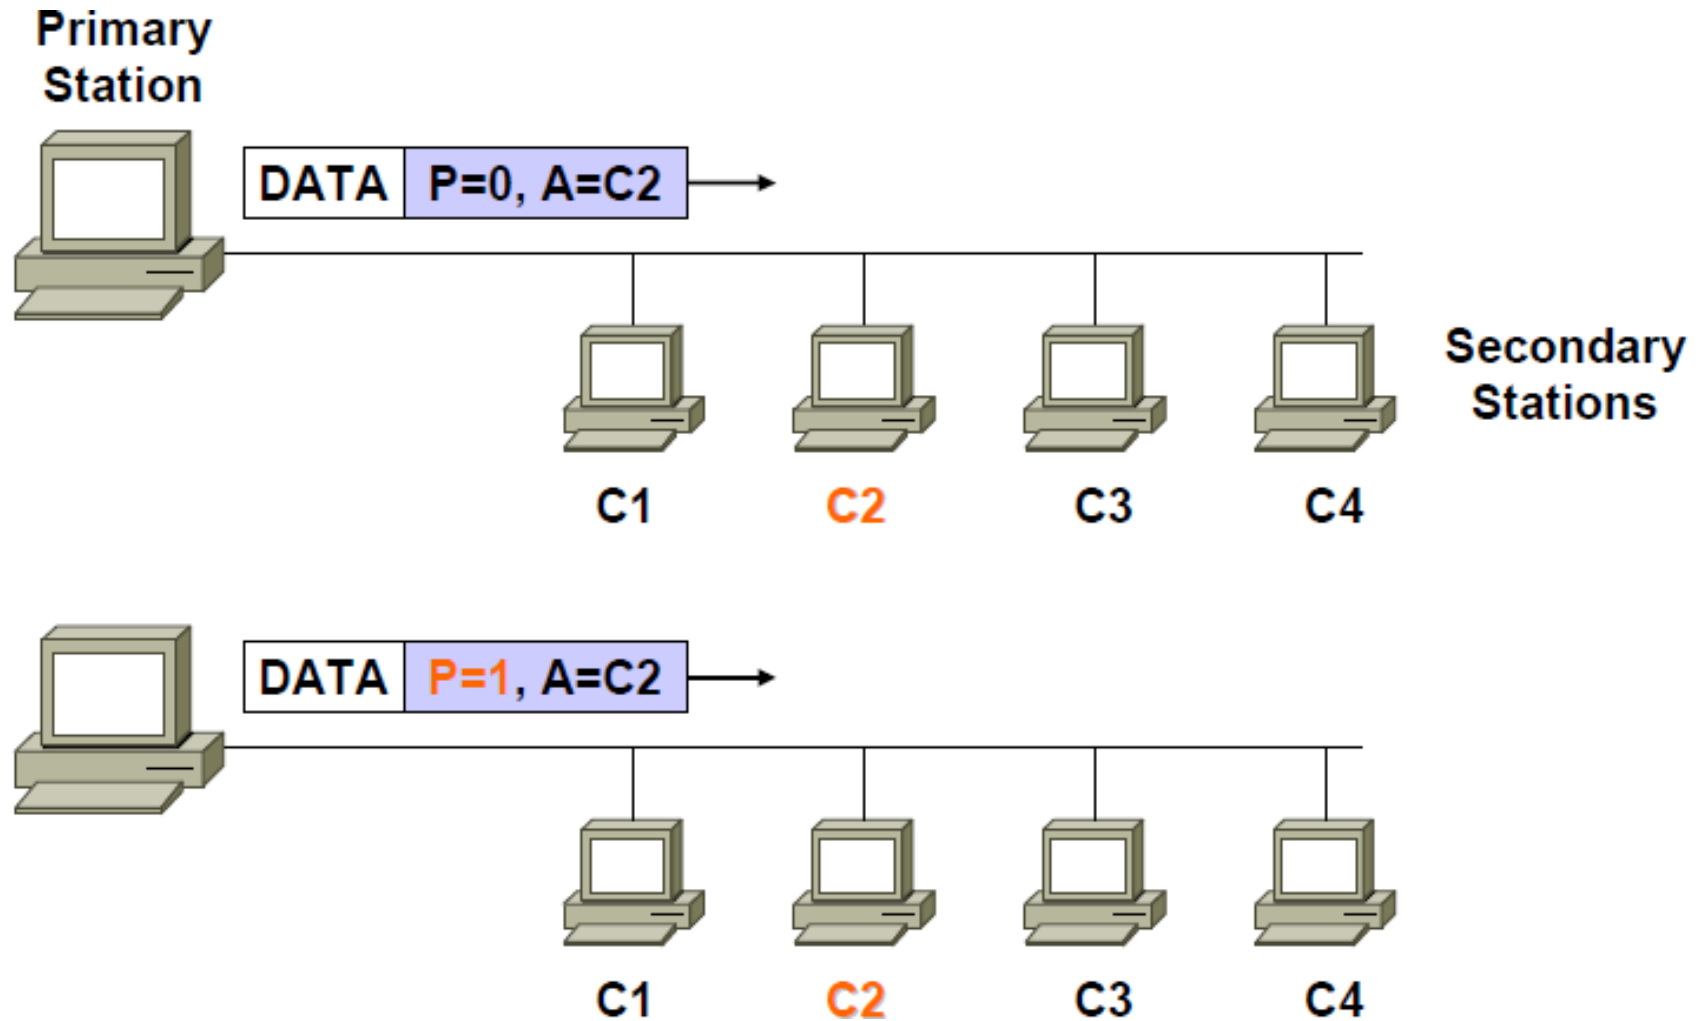 Primary
Station
DATA P=0, A=C2
Secondary
Stations
C1 C2 C3 C4
DATA P=1, A=C2
C1 C2 C3 C4